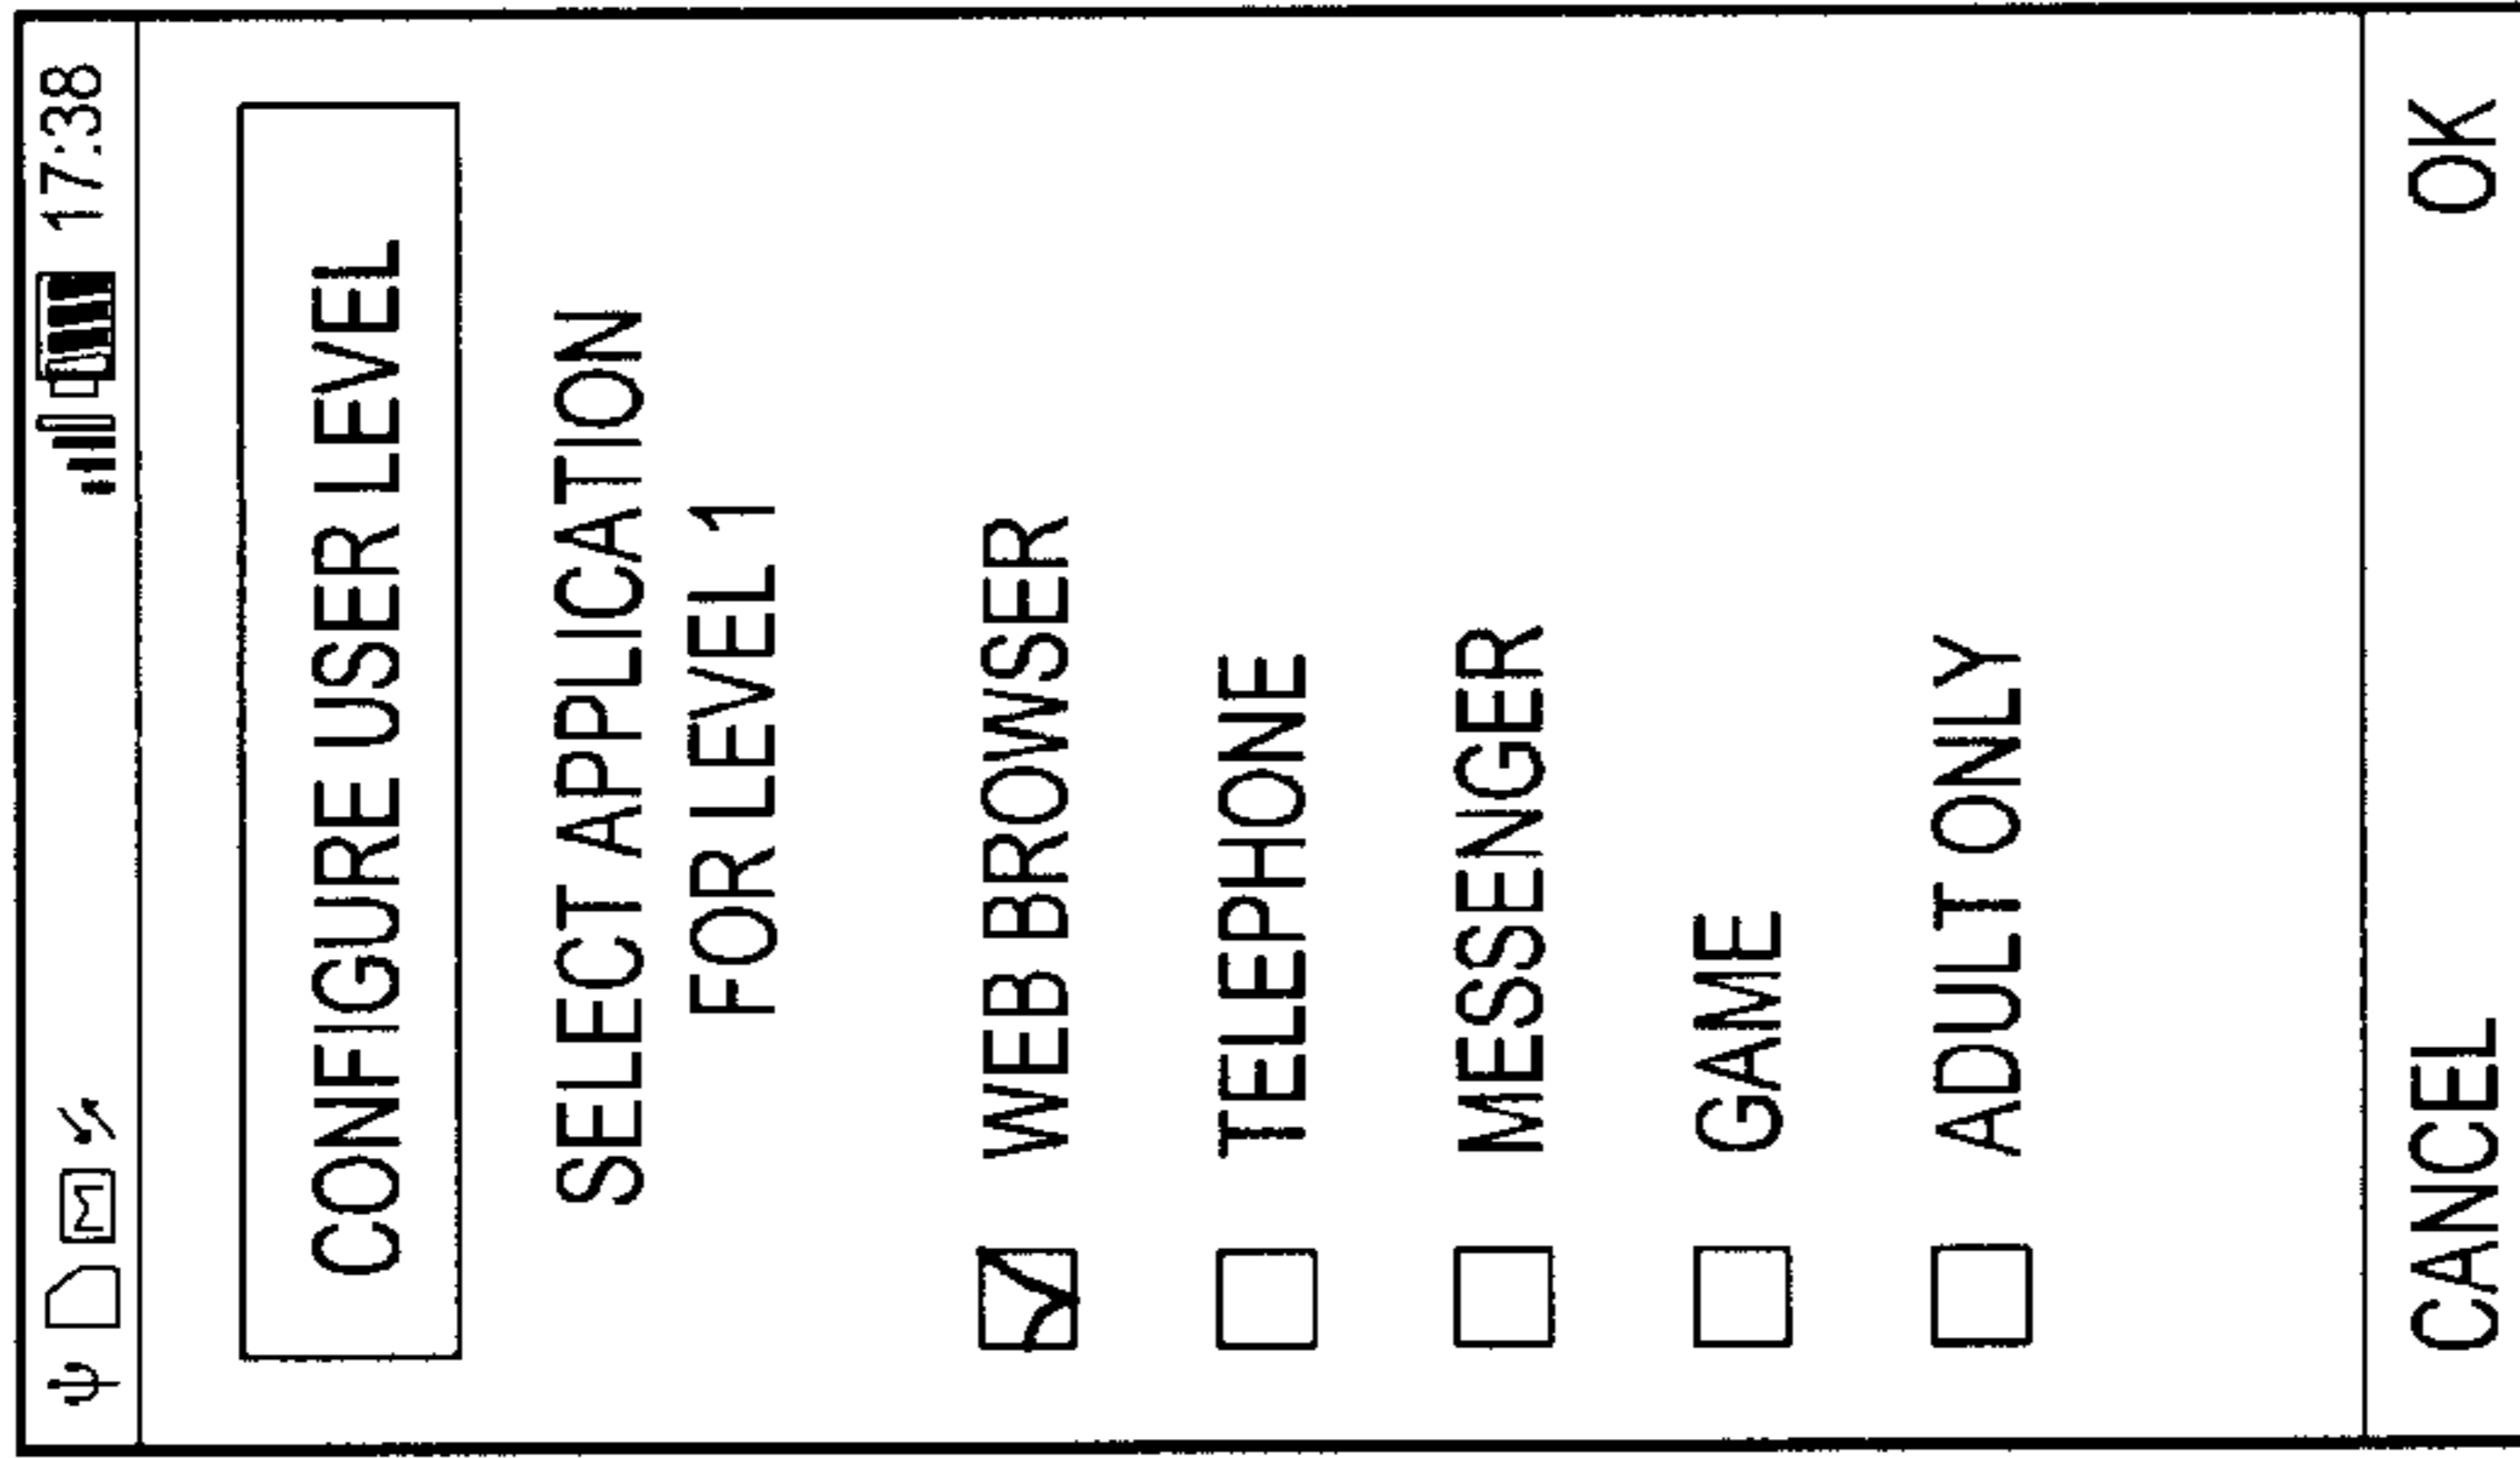 17:38
CONFIGURE USER LEVEL
SELECT APPLICATION
FOR LEVEL 1
WEB BROWSER
TELEPHONE
MESSENGER
GAME
ADULT ONLY
CANCEL OK